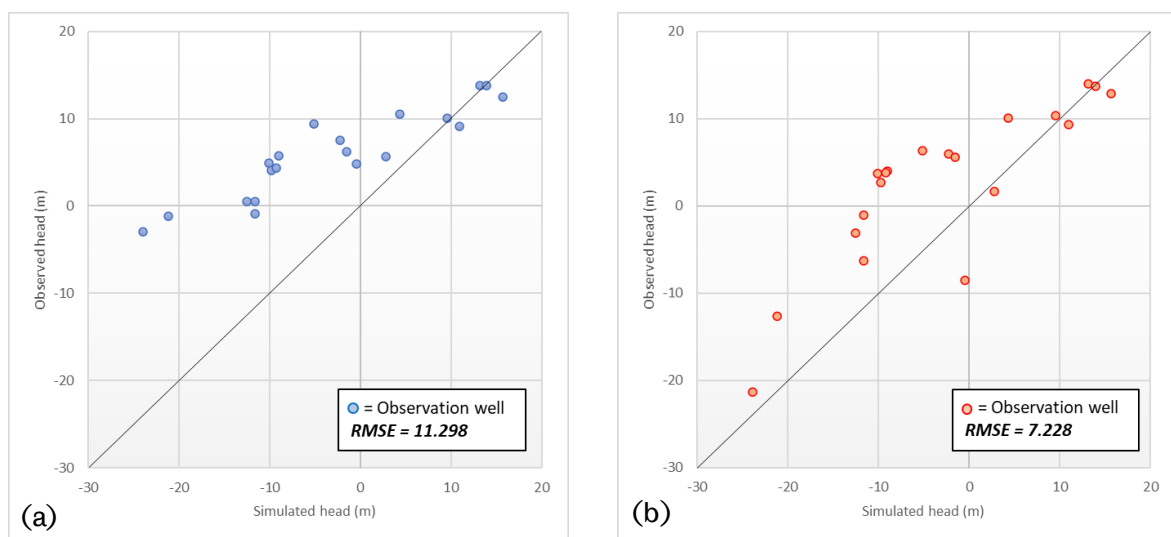 20
10
0
-10
-20
-30
-30
-20
-10
0
10
20
Observed head (m)
Simulated head (m)
= Observation well
RMSE = 11.298
(a)
20
10
0
-10
-20
-30
-30
-20
-10
0
10
20
Observed head (m)
Simulated head (m)
= Observation well
RMSE = 7.228
(b)